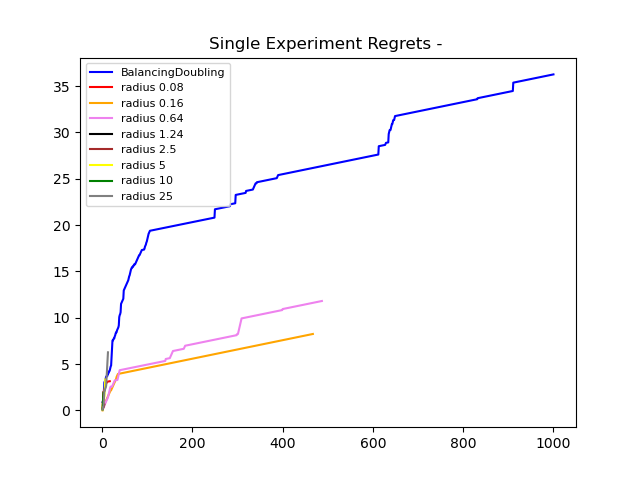 Single Experiment Regrets -
BalancingDoubling
radius 0.08
radius 0.16
radius 0.64
radius 1.24
radius 2.5
radius 5
radius 10
radius 25
35
30
25
20
15
10
5
0
0 200 400 600 800 1000